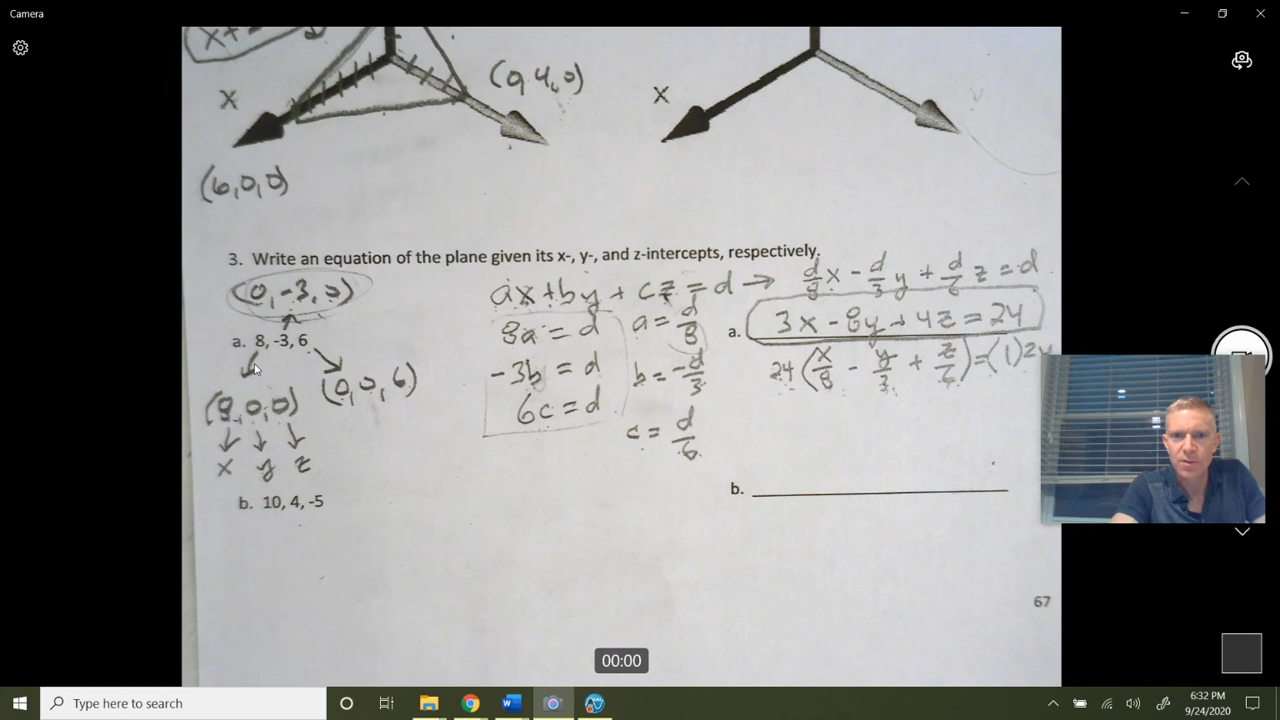 Camera
x+
(0,4,0)
x
x
(6,0,0)
3. Write an equation of the plane given its x-, y-, and z-intercepts, respectively.
(0,-3,0)
a. 8, -3, 6
(8,0,0)
(0,0,6)
x y z
ax+by+cz=d → d/8 x - d/3 y + d/6 z = d
8a = d
a = d/8
-3b = d
b = -d/3
6c = d
c = d/6
a. 3x - 8y + 4z = 24
24(x/8 - y/3 + z/6) = (1)24
b. 10, 4, -5
b.
67
00:00
Type here to search
6:32 PM
9/24/2020